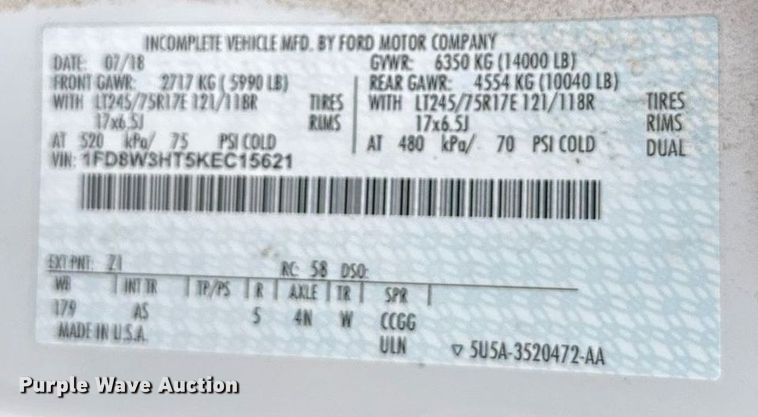 INCOMPLETE VEHICLE MFD. BY FORD MOTOR COMPANY
DATE: 07/18 GVWR: 6350 KG (14000 LB)
FRONT GAWR: 2717 KG ( 5990 LB) REAR GAWR: 4554 KG (10040 LB)
WITH LT245/75R17E 121/118R TIRES WITH LT245/75R17E 121/118R TIRES
17x6.5J RIMS 17x6.5J RIMS
AT 520 kPa/ 75 PSI COLD AT 480 kPa/ 70 PSI COLD DUAL
VIN: 1FD8W3HT5KEC15621
EXT PNT: Z1 RC: 58 DSO:
WB INT TR TP/PS R AXLE TR SPR
179 AS 5 4N W CCGG
MADE IN U.S.A. ULN ▽ 5U5A-3520472-AA
Purple Wave Auction